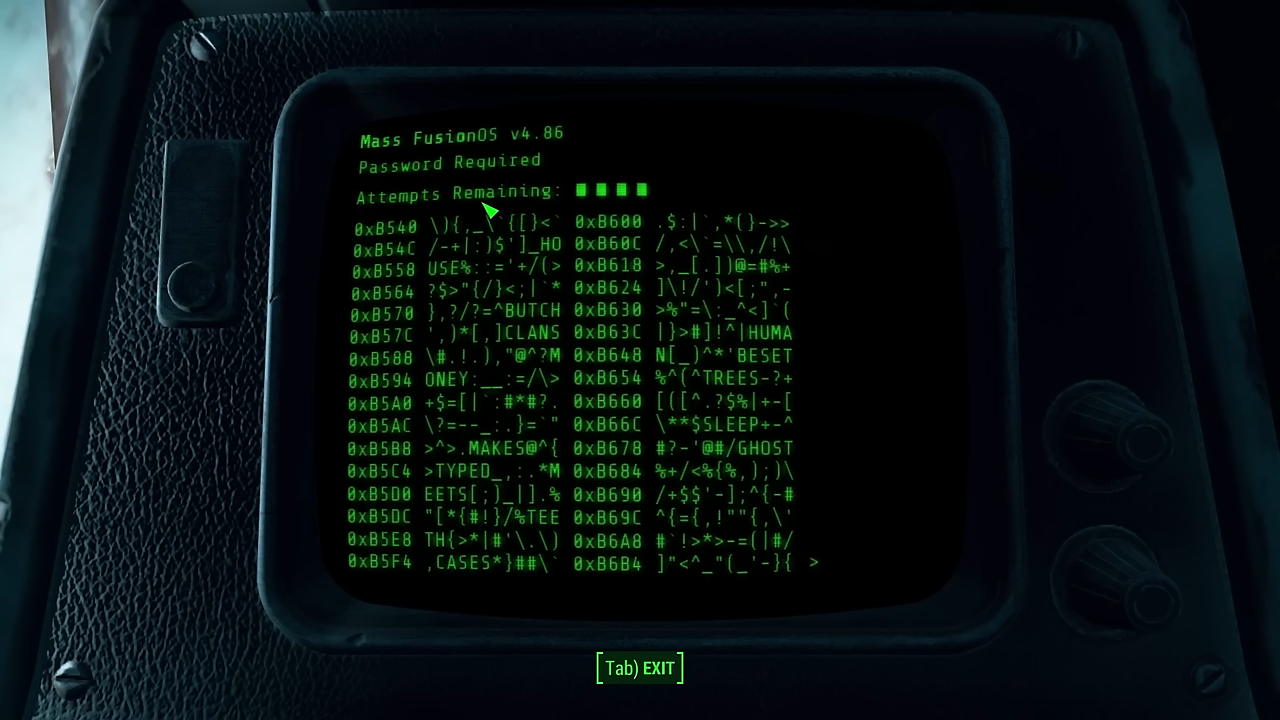 Mass FusionOS v4.86
Password Required
Attempts Remaining: ■ ■ ■ ■
0xB540 \){,_\`{[}<` 0xB600 .$:|`,*(}->>
0xB54C /-+|:)$']_HO 0xB60C /,<\`=\\,/!\
0xB558 USE%::='+/(> 0xB618 >,_[.])@=#%+
0xB564 ?$>"{/}<;|`* 0xB624 ]\!/')<[;",-
0xB570 },?/?=^BUTCH 0xB630 >%"=\:_^<]`(
0xB57C ',)*[,]CLANS 0xB63C |}>#]!^|HUMA
0xB588 \#.!.),"@^?M 0xB648 N[_)^*'BESET
0xB594 ONEY:__:=/\> 0xB654 %^(^TREES-?+
0xB5A0 +$=[|`:#*#?. 0xB660 [([^.?$%|+-[
0xB5AC \?=--_:.}=`" 0xB66C \**$SLEEP+-^
0xB5B8 >^>.MAKES@^{ 0xB678 #?-'@#/GHOST
0xB5C4 >TYPED_,:.*M 0xB684 %+/<%{%,);)\
0xB5D0 EETS[;)_|].% 0xB690 /+$$'-];^{-#
0xB5DC "[*{#!}/%TEE 0xB69C ^{={,!""{,\'
0xB5E8 TH{>*|#'\.\) 0xB6A8 #`!>*>-=(|#/
0xB5F4 ,CASES*}##\` 0xB6B4 ]"<^_"(_'-}{ >
Tab) EXIT